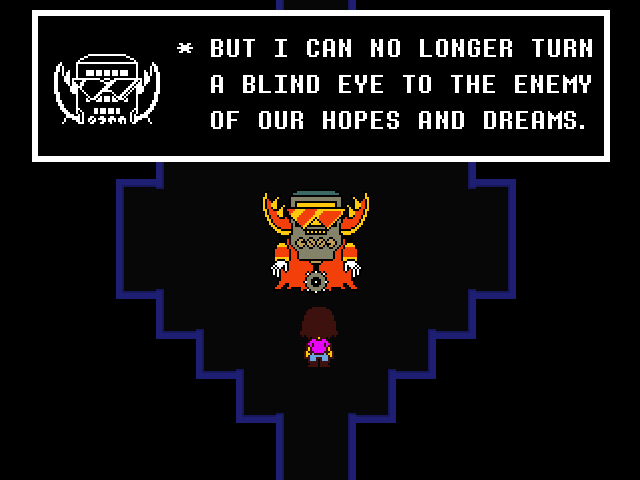 * BUT I CAN NO LONGER TURN
A BLIND EYE TO THE ENEMY
OF OUR HOPES AND DREAMS.